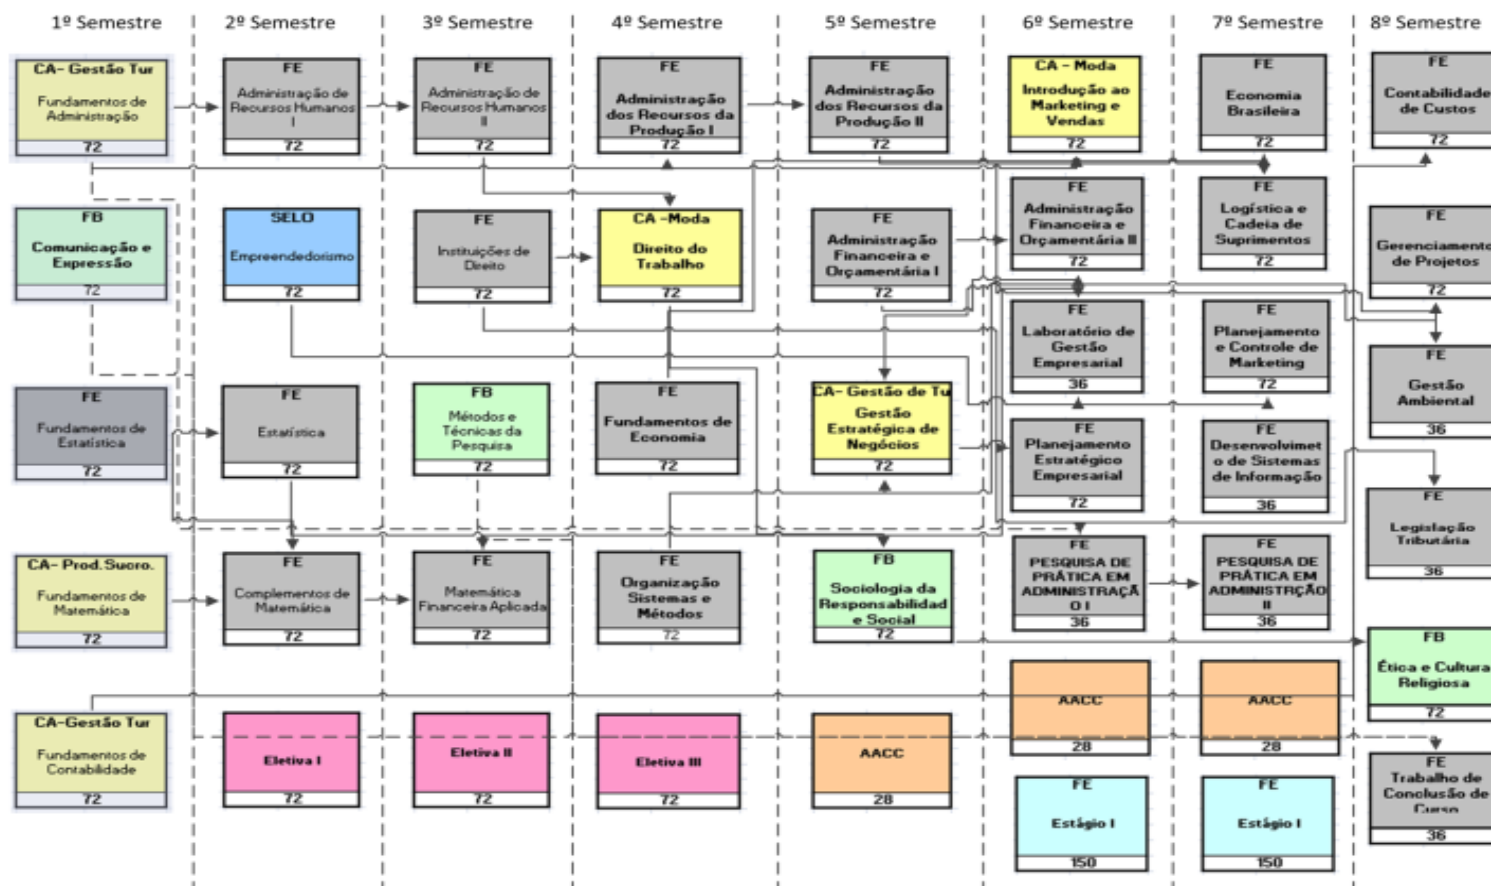 1º Semestre
2º Semestre
3º Semestre
4º Semestre
5º Semestre
6º Semestre
7º Semestre
8º Semestre
CA- Gestão Tur
Fundamentos de
Administração
72
FE
Administração de
Recursos Humanos
I
72
FE
Administração de
Recursos Humanos
II
72
FE
Administração
dos Recursos da
Produção I
72
FE
Administração
dos Recursos da
Produção II
72
CA - Moda
Introdução ao
Marketing e
Vendas
72
FE
Economia
Brasileira
72
FE
Contabilidade
de Custos
72
FB
Comunicação e
Expressão
72
SELO
Empreendedorismo
72
FE
Instituições de
Direito
72
CA -Moda
Direito do
Trabalho
72
FE
Administração
Financeira e
Orçamentária I
72
FE
Administração
Financeira e
Orçamentária II
72
FE
Logística e
Cadeia de
Suprimentos
72
FE
Gerenciamento
de Projetos
72
FE
Laboratório de
Gestão
Empresarial
36
FE
Planejamento
e Controle de
Marketing
72
FE
Gestão
Ambiental
36
FE
Fundamentos de
Estatística
72
FE
Estatística
72
FB
Métodos e
Técnicas da
Pesquisa
72
FE
Fundamentos de
Economia
72
CA- Gestão de Tu
Gestão
Estratégica de
Negócios
72
FE
Planejamento
Estratégico
Empresarial
72
FE
Desenvolvimet
o de Sistemas
de Informação
36
FE
Legislação
Tributária
36
CA- Prod.Sucro.
Fundamentos de
Matemática
72
FE
Complementos de
Matemática
72
FE
Matemática
Financeira Aplicada
72
FE
Organização
Sistemas e
Métodos
72
FB
Sociologia da
Responsabilidad
e Social
72
FE
PESQUISA DE
PRÁTICA EM
ADMINISTRAÇÃ
O I
36
FE
PESQUISA DE
PRÁTICA EM
ADMINISTRÇÃO
II
36
FB
Ética e Cultura
Religiosa
72
CA-Gestão Tur
Fundamentos de
Contabilidade
72
Eletiva I
72
Eletiva II
72
Eletiva III
72
AACC
28
AACC
28
AACC
28
FE
Trabalho de
Conclusão de
Curso
36
FE
Estágio I
150
FE
Estágio I
150